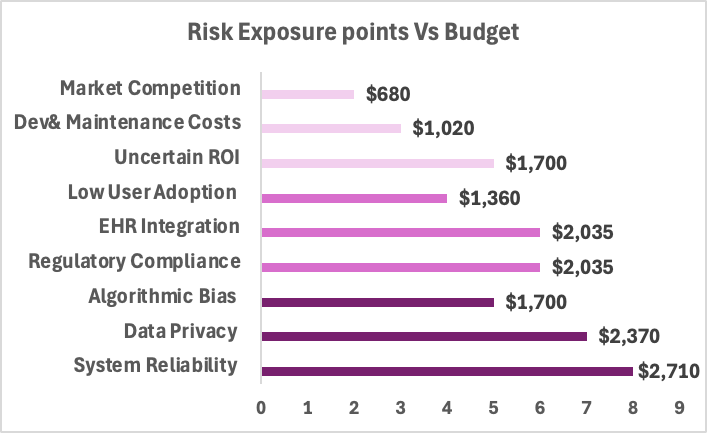 Risk Exposure points Vs Budget
Market Competition $680
Dev& Maintenance Costs $1,020
Uncertain ROI $1,700
Low User Adoption $1,360
EHR Integration $2,035
Regulatory Compliance $2,035
Algorithmic Bias $1,700
Data Privacy $2,370
System Reliability $2,710
0 1 2 3 4 5 6 7 8 9